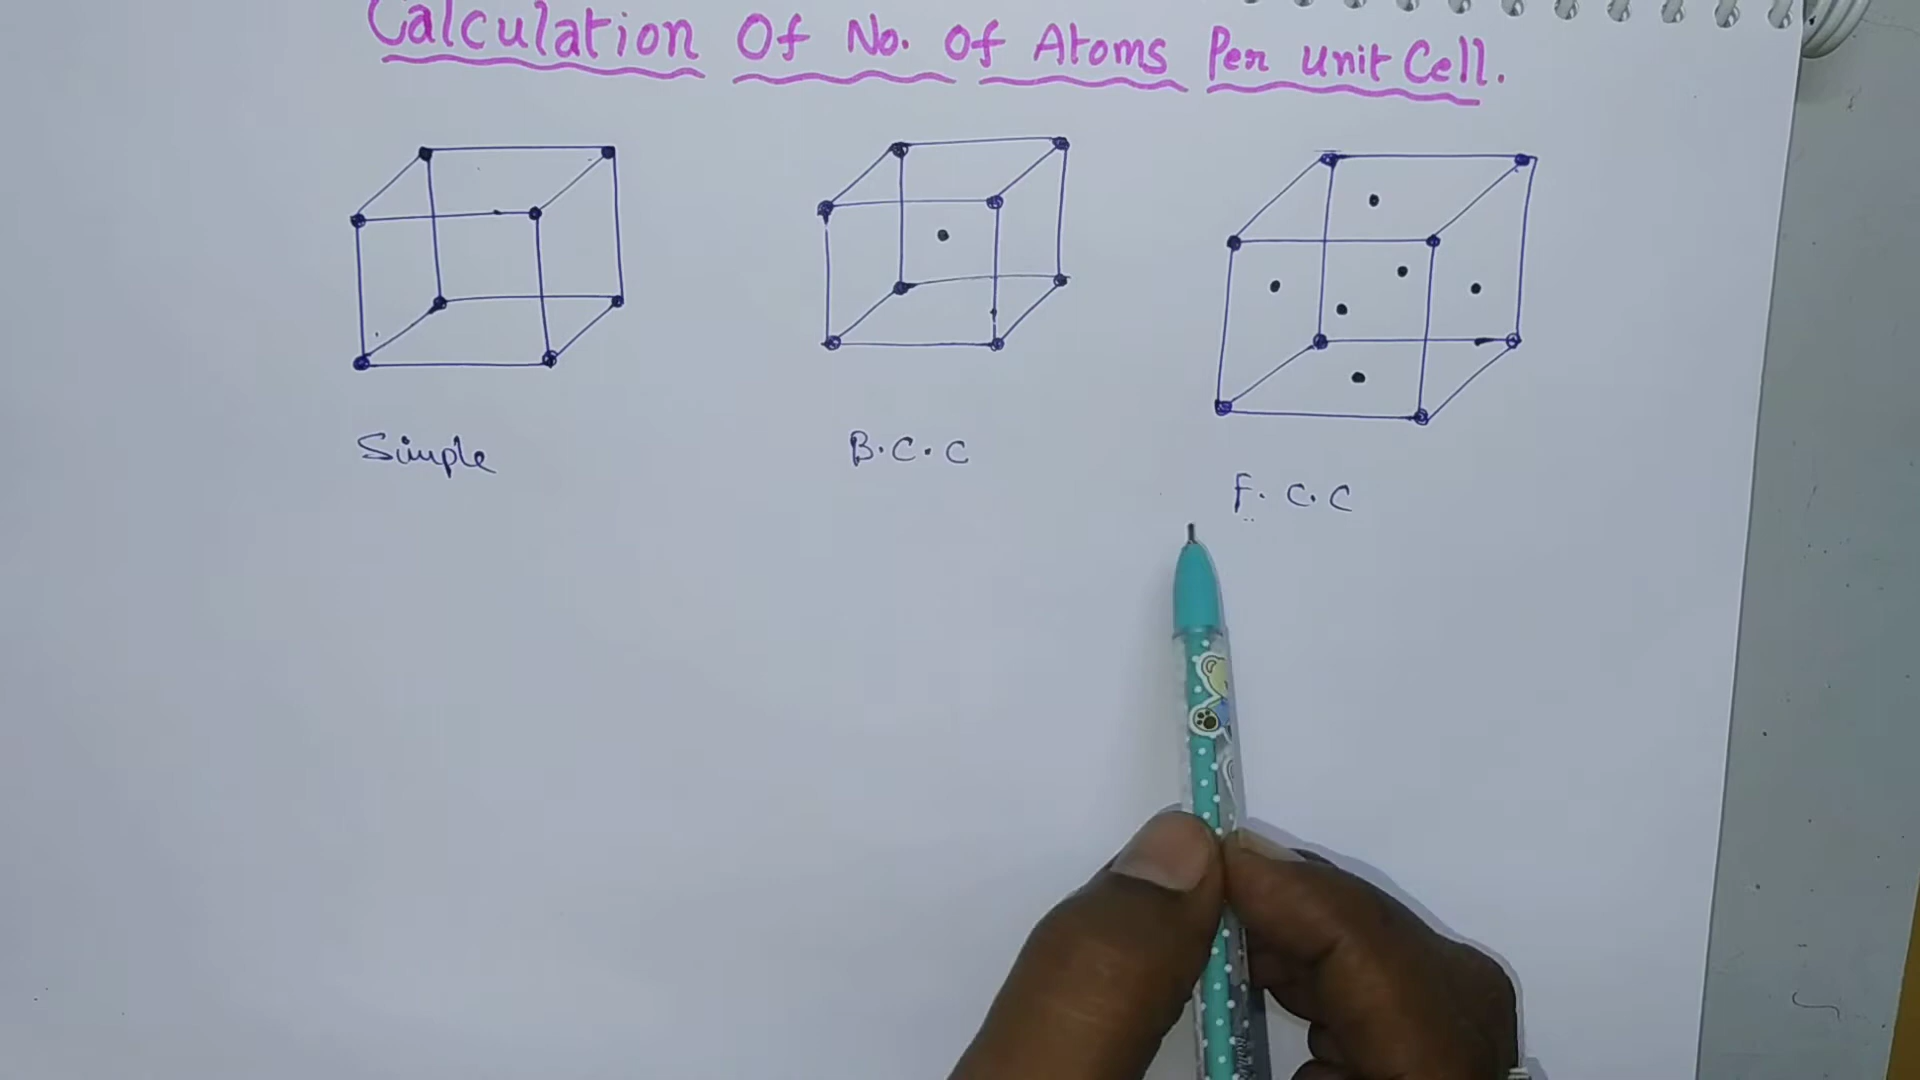 Calculation Of No. Of Atoms Per Unit Cell.
Simple
B.C.C
F.C.C